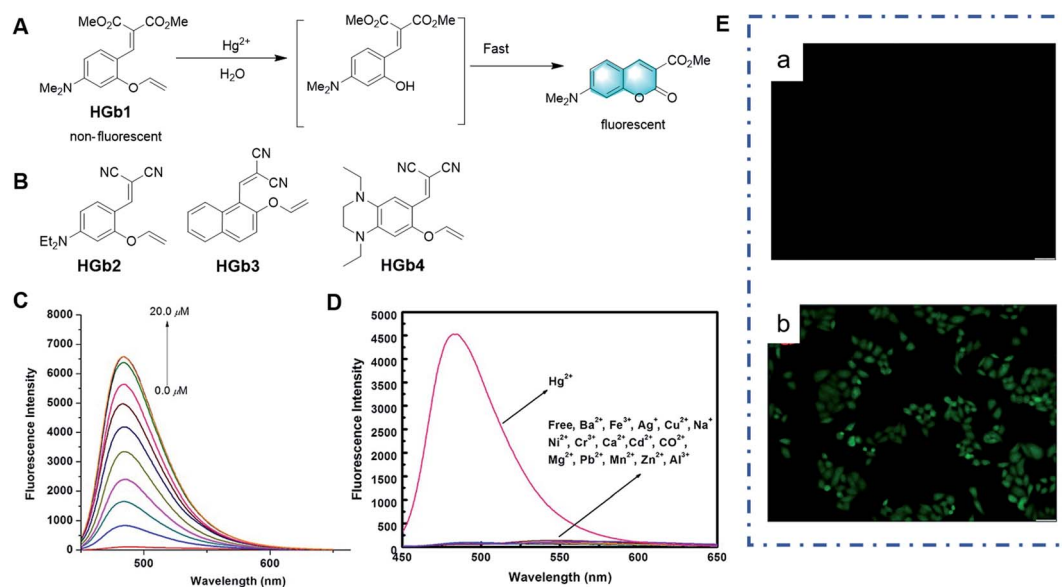 A
MeO₂C CO₂Me
Me₂N
O
HGb1
non-fluorescent
Hg²⁺
H₂O
MeO₂C CO₂Me
Me₂N
OH
Fast
CO₂Me
Me₂N
O
O
fluorescent
B
CN
CN
Et₂N
O
HGb2
CN
CN
O
HGb3
CN
CN
N
N
O
HGb4
C
8000
7000
6000
5000
4000
3000
2000
1000
0
Fluorescence Intensity
20.0 μM
0.0 μM
500
600
Wavelength (nm)
D
5000
4500
4000
3500
3000
2500
2000
1500
1000
500
0
Fluorescence Intensity
Hg²⁺
Free, Ba²⁺, Fe³⁺, Ag⁺, Cu²⁺, Na⁺
Ni²⁺, Cr³⁺, Ca²⁺,Cd²⁺, CO²⁺,
Mg²⁺, Pb²⁺, Mn²⁺, Zn²⁺, Al³⁺
450
500
550
600
650
Wavelength (nm)
E
a
b